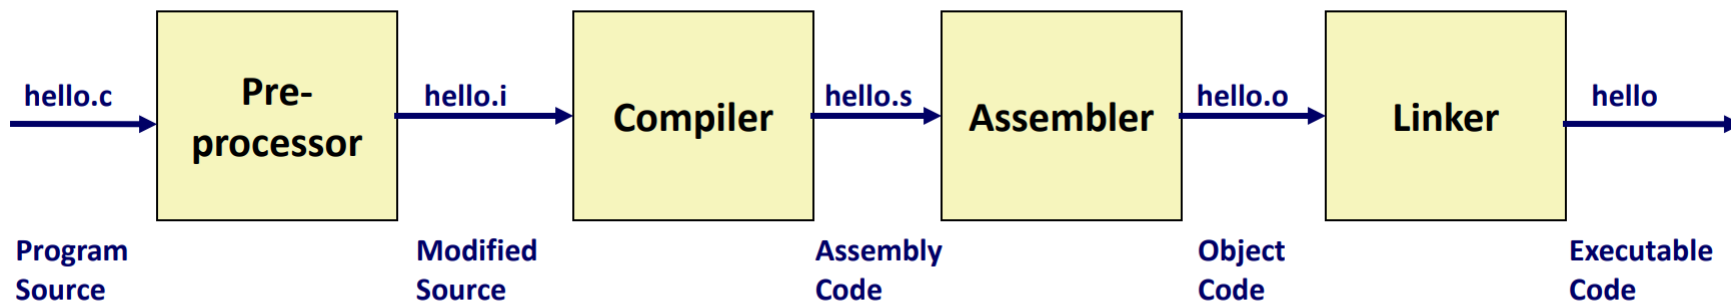 hello.c
Pre-
processor
hello.i
Compiler
hello.s
Assembler
hello.o
Linker
hello
Program
Source
Modified
Source
Assembly
Code
Object
Code
Executable
Code